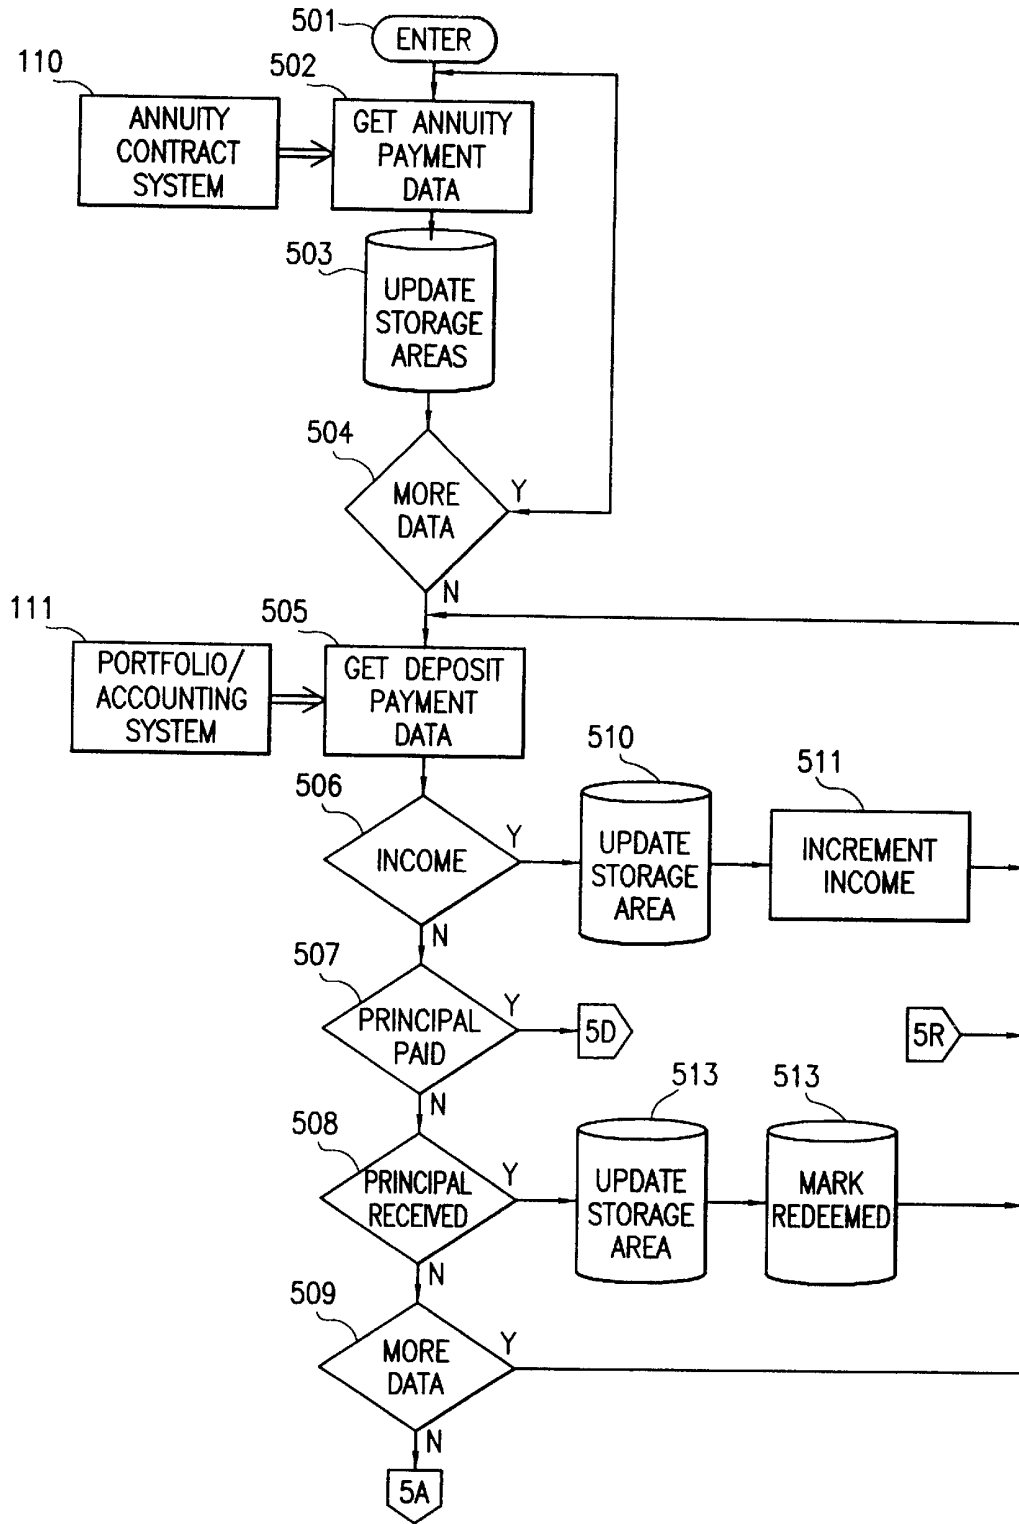 501
ENTER
110
502
ANNUITY
CONTRACT
SYSTEM
GET ANNUITY
PAYMENT
DATA
503
UPDATE
STORAGE
AREAS
504
MORE
DATA
Y
N
111
505
PORTFOLIO/
ACCOUNTING
SYSTEM
GET DEPOSIT
PAYMENT
DATA
506
INCOME
Y
N
510
UPDATE
STORAGE
AREA
511
INCREMENT
INCOME
507
PRINCIPAL
PAID
Y
N
5D
5R
508
PRINCIPAL
RECEIVED
Y
N
513
UPDATE
STORAGE
AREA
513
MARK
REDEEMED
509
MORE
DATA
Y
N
5A